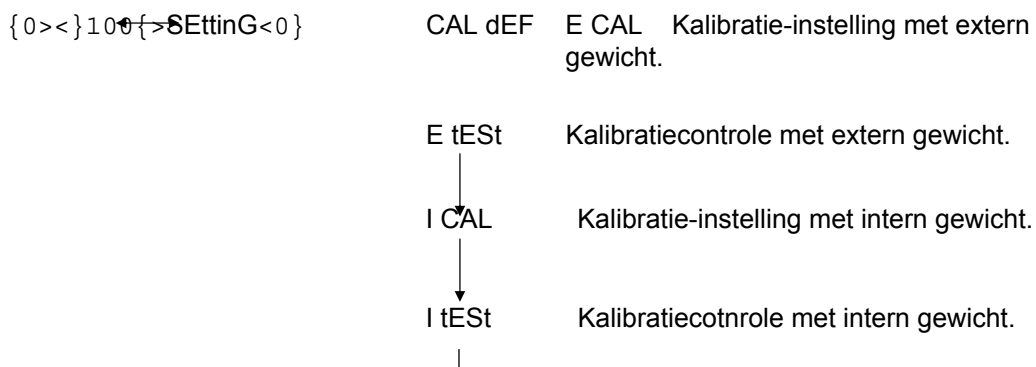 {0><}100{>SEttinG<0} CAL dEF E CAL Kalibratie-instelling met extern
gewicht.
E tESt Kalibratiecontrole met extern gewicht.
I CAL Kalibratie-instelling met intern gewicht.
I tESt Kalibratiecotnrole met intern gewicht.